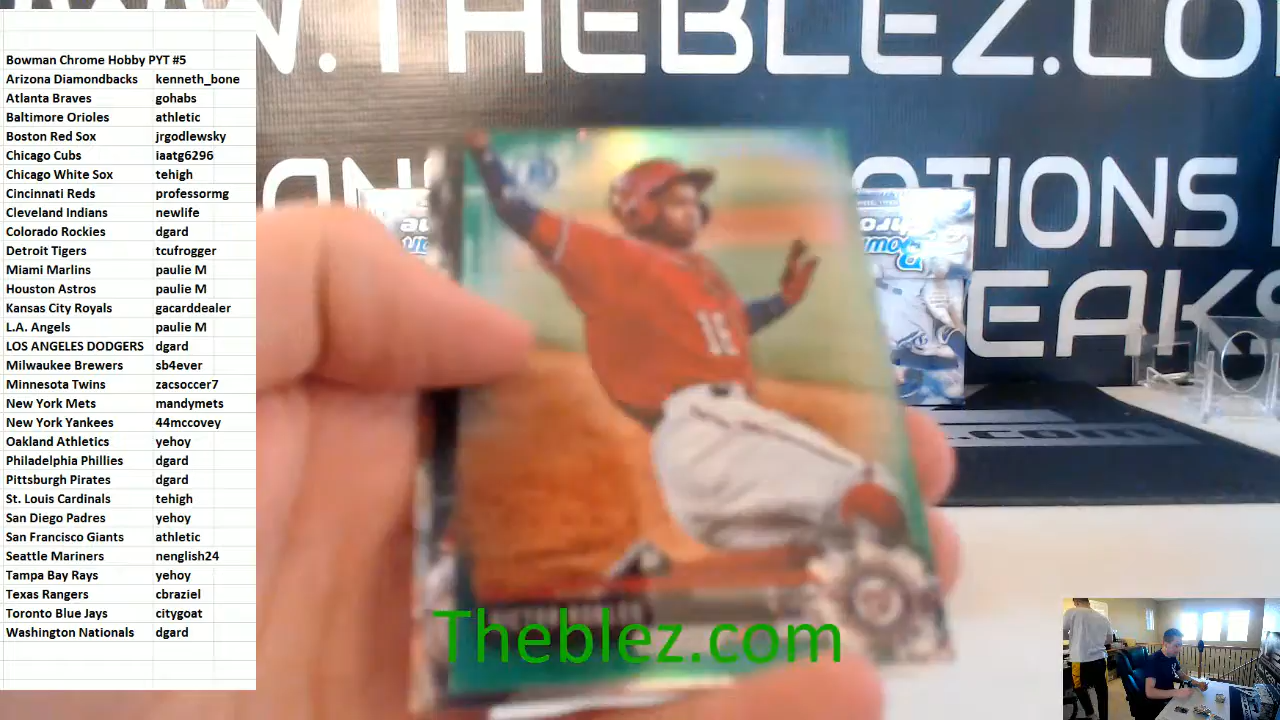 WWW.THEBLEZ.CO
Bowman Chrome Hobby PYT #5
Arizona Diamondbacks kenneth_bone
Atlanta Braves gohabs
Baltimore Orioles athletic
Boston Red Sox jrgodlewsky
Chicago Cubs iaatg6296
Chicago White Sox tehigh
Cincinnati Reds professormg
Cleveland Indians newlife
Colorado Rockies dgard
Detroit Tigers tcufrogger
Miami Marlins paulie M
Houston Astros paulie M
Kansas City Royals gacarddealer
L.A. Angels paulie M
LOS ANGELES DODGERS dgard
Milwaukee Brewers sb4ever
Minnesota Twins zacsoccer7
New York Mets mandymets
New York Yankees 44mccovey
Oakland Athletics yehoy
Philadelphia Phillies dgard
Pittsburgh Pirates dgard
St. Louis Cardinals tehigh
San Diego Padres yehoy
San Francisco Giants athletic
Seattle Mariners nenglish24
Tampa Bay Rays yehoy
Texas Rangers cbraziel
Toronto Blue Jays citygoat
Washington Nationals dgard
16
Theblez.com